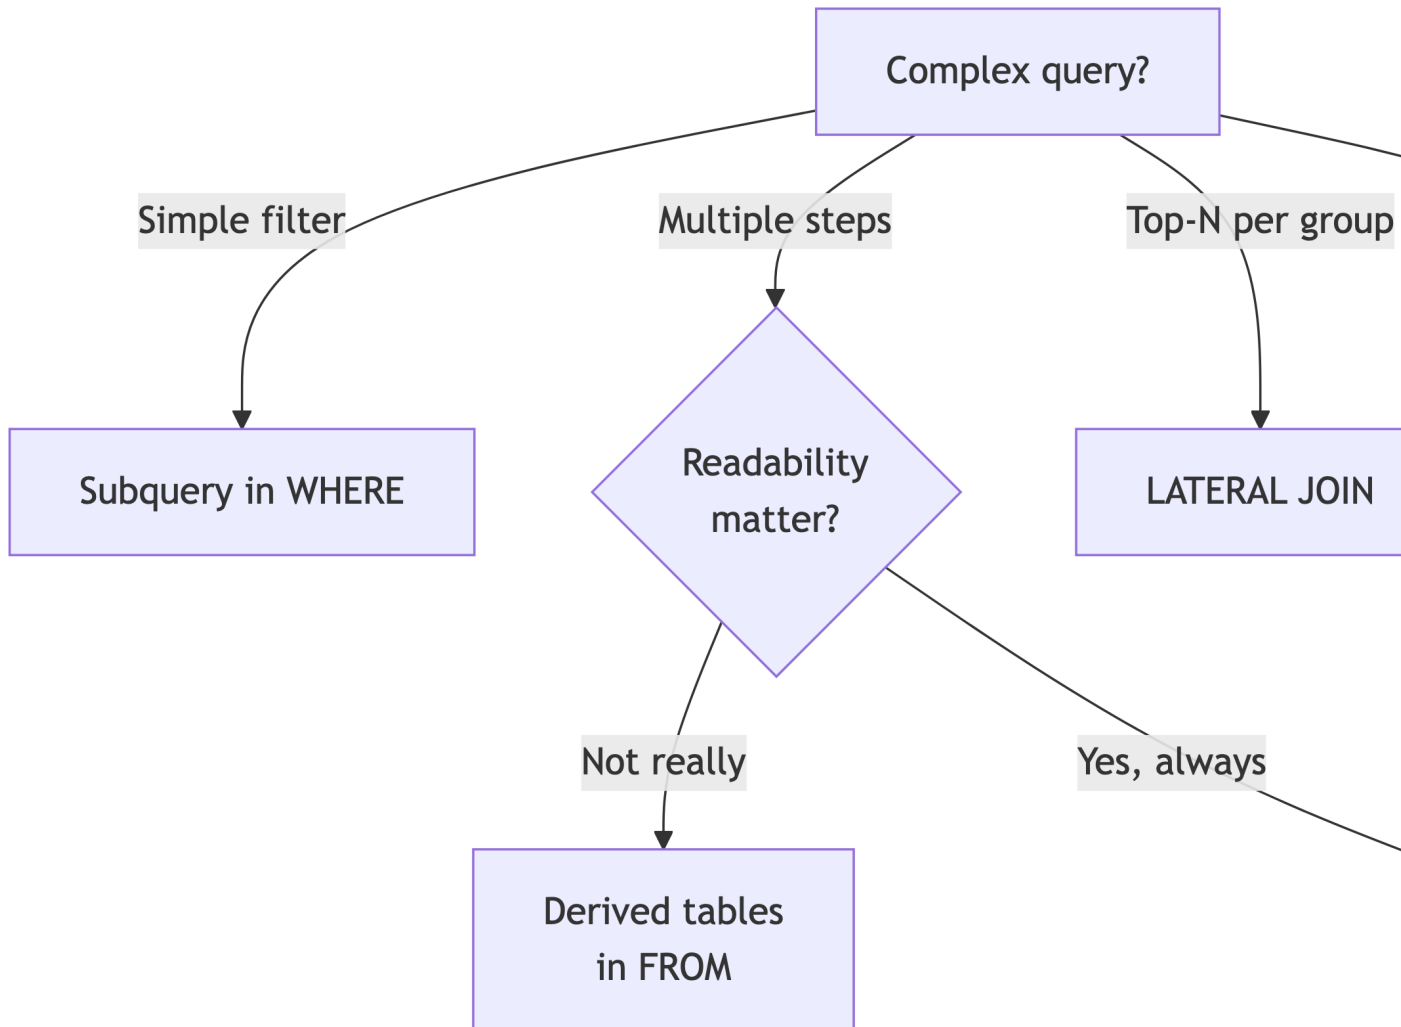 Complex query?
Simple filter
Multiple steps
Top-N per group
Subquery in WHERE
Readability
matter?
LATERAL JOIN
Not really
Yes, always
Derived tables
in FROM